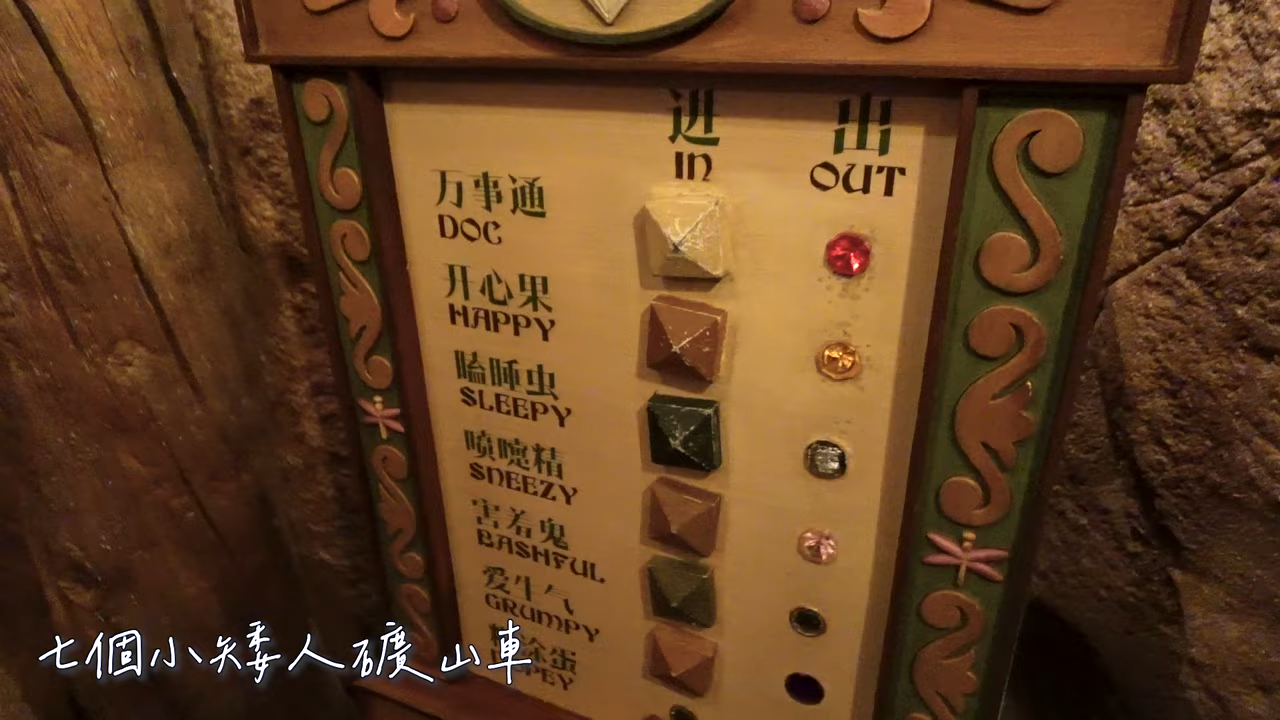 进 出
IN OUT
万事通
DOC
开心果
HAPPY
瞌睡虫
SLEEPY
喷嚏精
SNEEZY
害羞鬼
BASHFUL
爱生气
GRUMPY
七個小矮人礦山車